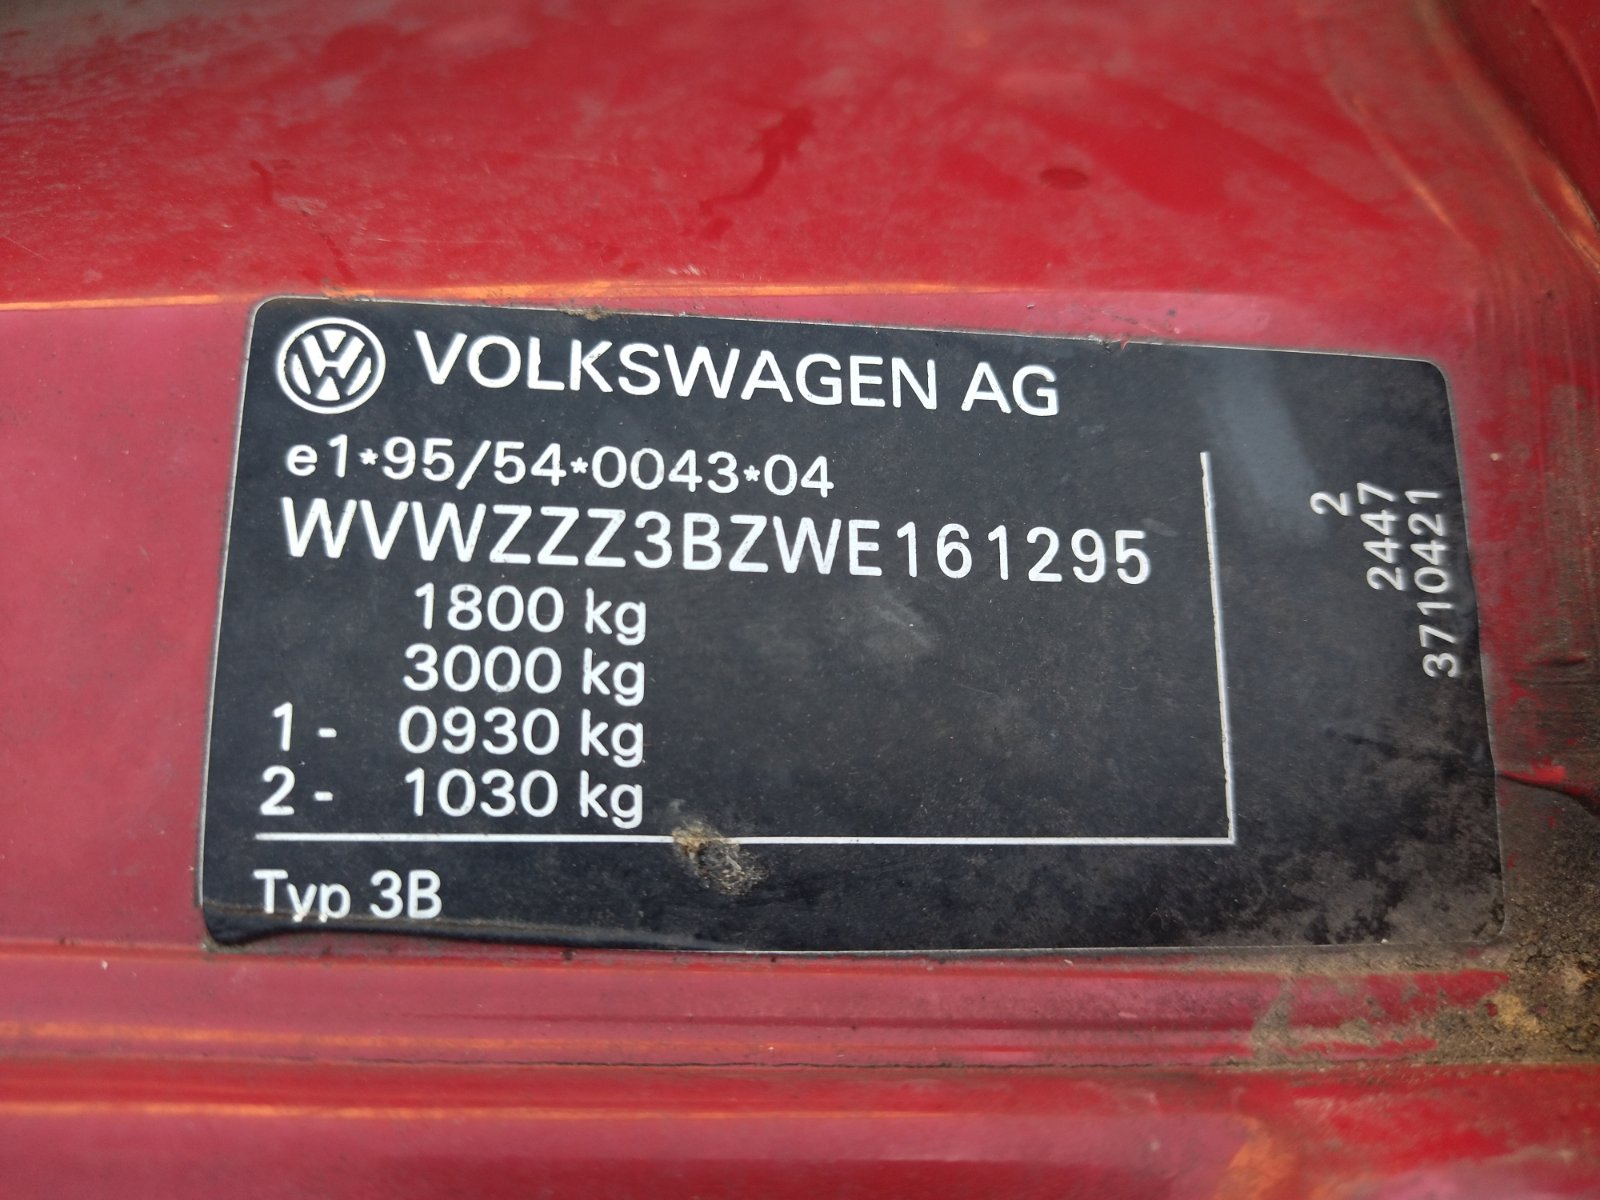 VOLKSWAGEN AG
e1*95/54*0043*04
WVWZZZ3BZWE161295
1800 kg
3000 kg
1- 0930 kg
2- 1030 kg
Typ 3B
2
2447
3710421